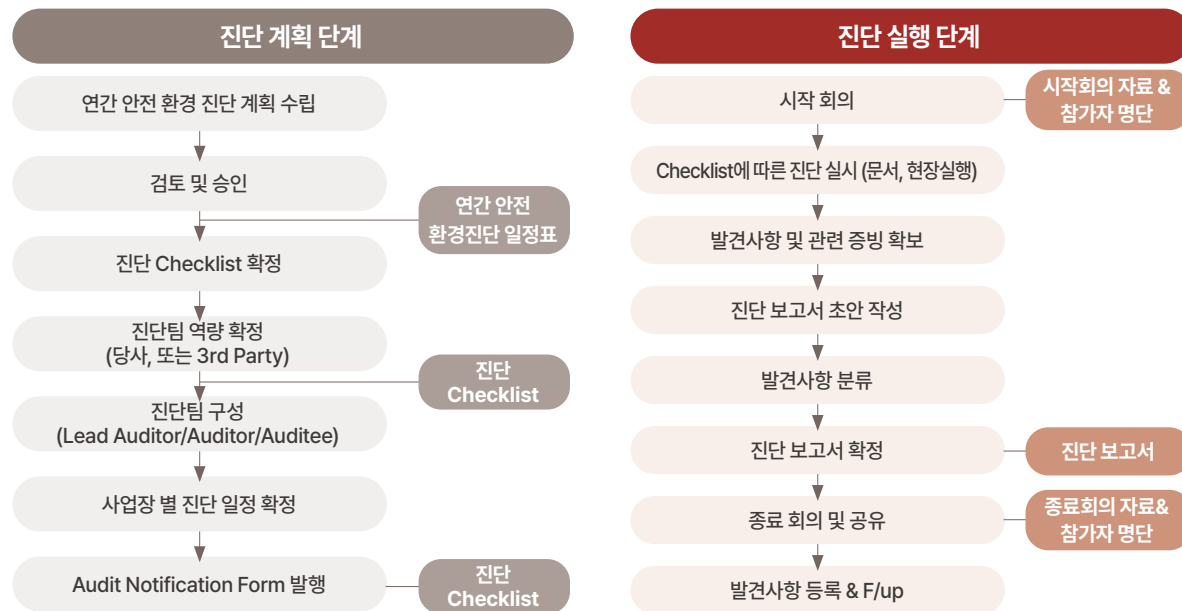 진단 계획 단계
연간 안전 환경 진단 계획 수립
검토 및 승인
연간 안전
환경진단 일정표
진단 Checklist 확정
진단팀 역량 확정
(당사, 또는 3rd Party)
진단
Checklist
진단팀 구성
(Lead Auditor/Auditor/Auditee)
사업장 별 진단 일정 확정
Audit Notification Form 발행
진단
Checklist
진단 실행 단계
시작 회의
시작회의 자료 &
참가자 명단
Checklist에 따른 진단 실시 (문서, 현장실행)
발견사항 및 관련 증빙 확보
진단 보고서 초안 작성
발견사항 분류
진단 보고서 확정
진단 보고서
종료 회의 및 공유
종료회의 자료&
참가자 명단
발견사항 등록 & F/up